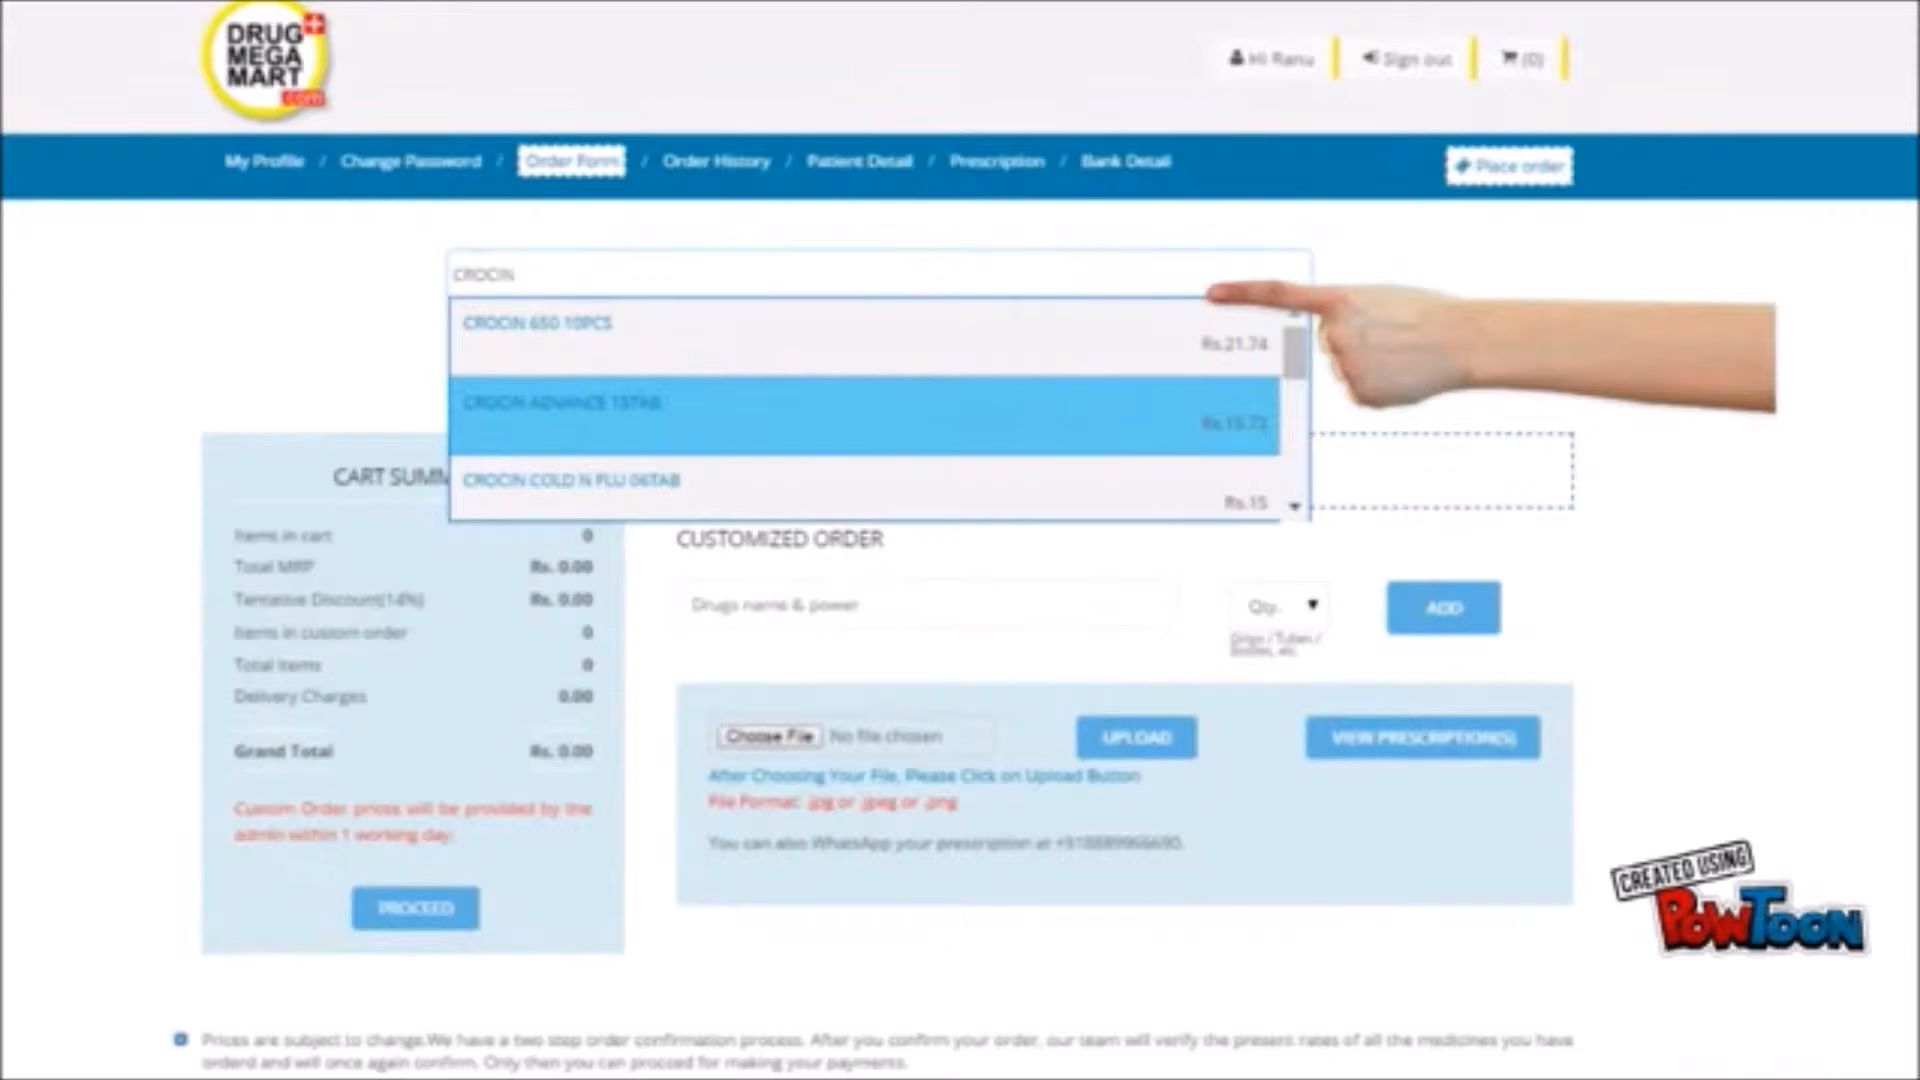 DRUG
MEGA
MART
.com
Hi Ranu
Sign out
(0)
My Profile / Change Password / Order Form / Order History / Patient Detail / Prescription / Bank Detail
Place order
CROCIN
CROCIN 650 10PCS
Rs.21.74
CROCIN ADVANCE 15TAB
CROCIN COLD N FLU 06TAB
Rs.15
CART SUMM
Items in cart 0
Total MRP Rs. 0.00
Tentative Discount(14%) Rs. 0.00
Items in custom order 0
Total Items 0
Delivery Charges 0.00
Grand Total Rs. 0.00
Custom Order prices will be provided by the
admin within 1 working day.
PROCEED
CUSTOMIZED ORDER
Drugs name & power
Qty.
ADD
Choose File No file chosen
UPLOAD
VIEW PRESCRIPTION(S)
After Choosing Your File, Please Click on Upload Button
File Format: .jpg or .jpeg or .png
You can also WhatsApp your prescription at
CREATED USING
POWTOON
Prices are subject to change.We have a two step order confirmation process. After you confirm your order, our team will verify the present rates of all the medicines you have
orderd and will once again confirm. Only then you can procced for making your payments.